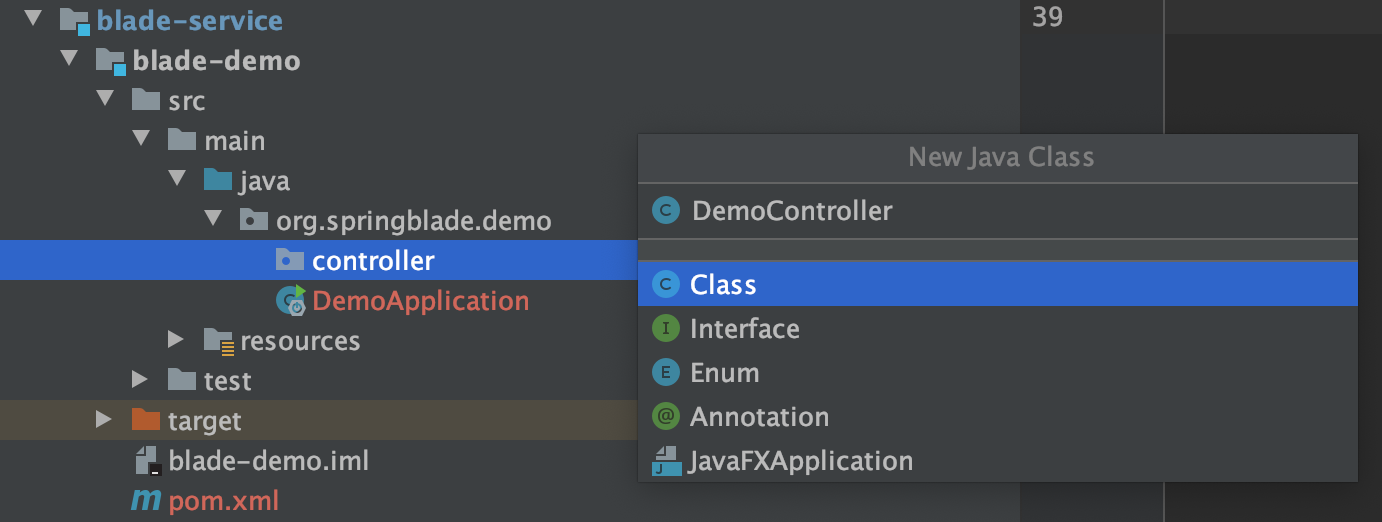 blade-service
blade-demo
src
main
java
org.springblade.demo
controller
DemoApplication
resources
test
target
blade-demo.iml
pom.xml
39
New Java Class
DemoController
Class
Interface
Enum
Annotation
JavaFXApplication